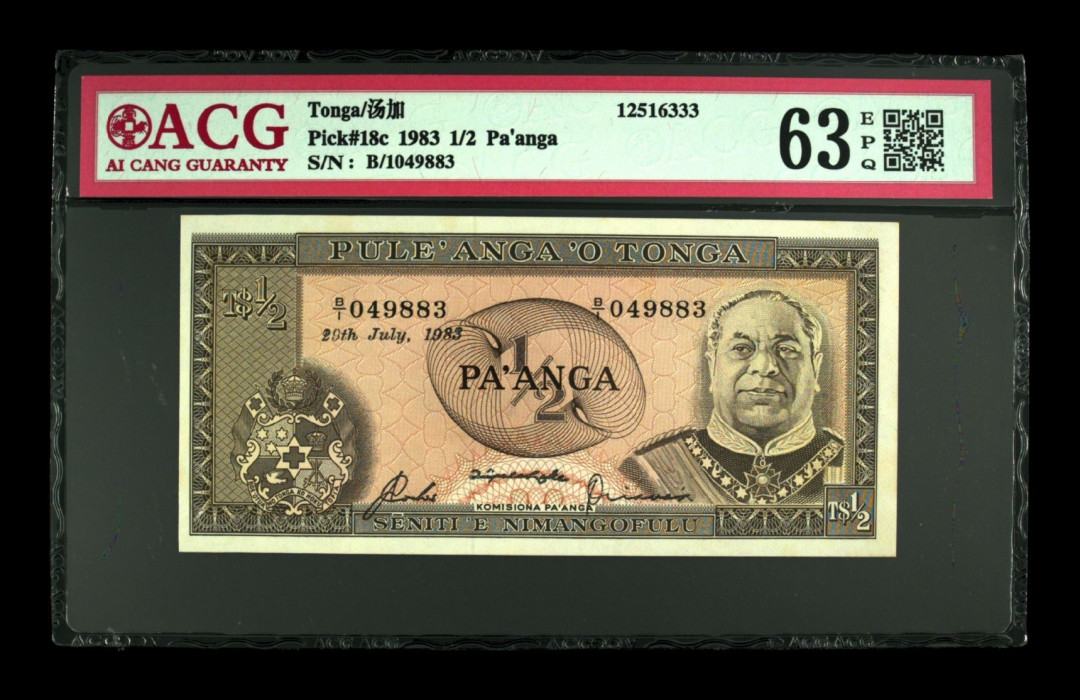 ACG
AI CANG GUARANTY
Tonga/汤加
12516333
Pick#18c 1983 1/2 Pa'anga
S/N: B/1049883
63
EPQ
PULE'ANGA 'O TONGA
T$1/2
B/1 049883
B/1 049883
29th July, 1983
1/2
PA'ANGA
KOMISIONA PA'ANGA
SENITI 'E NIMANGOFULU
T$1/2